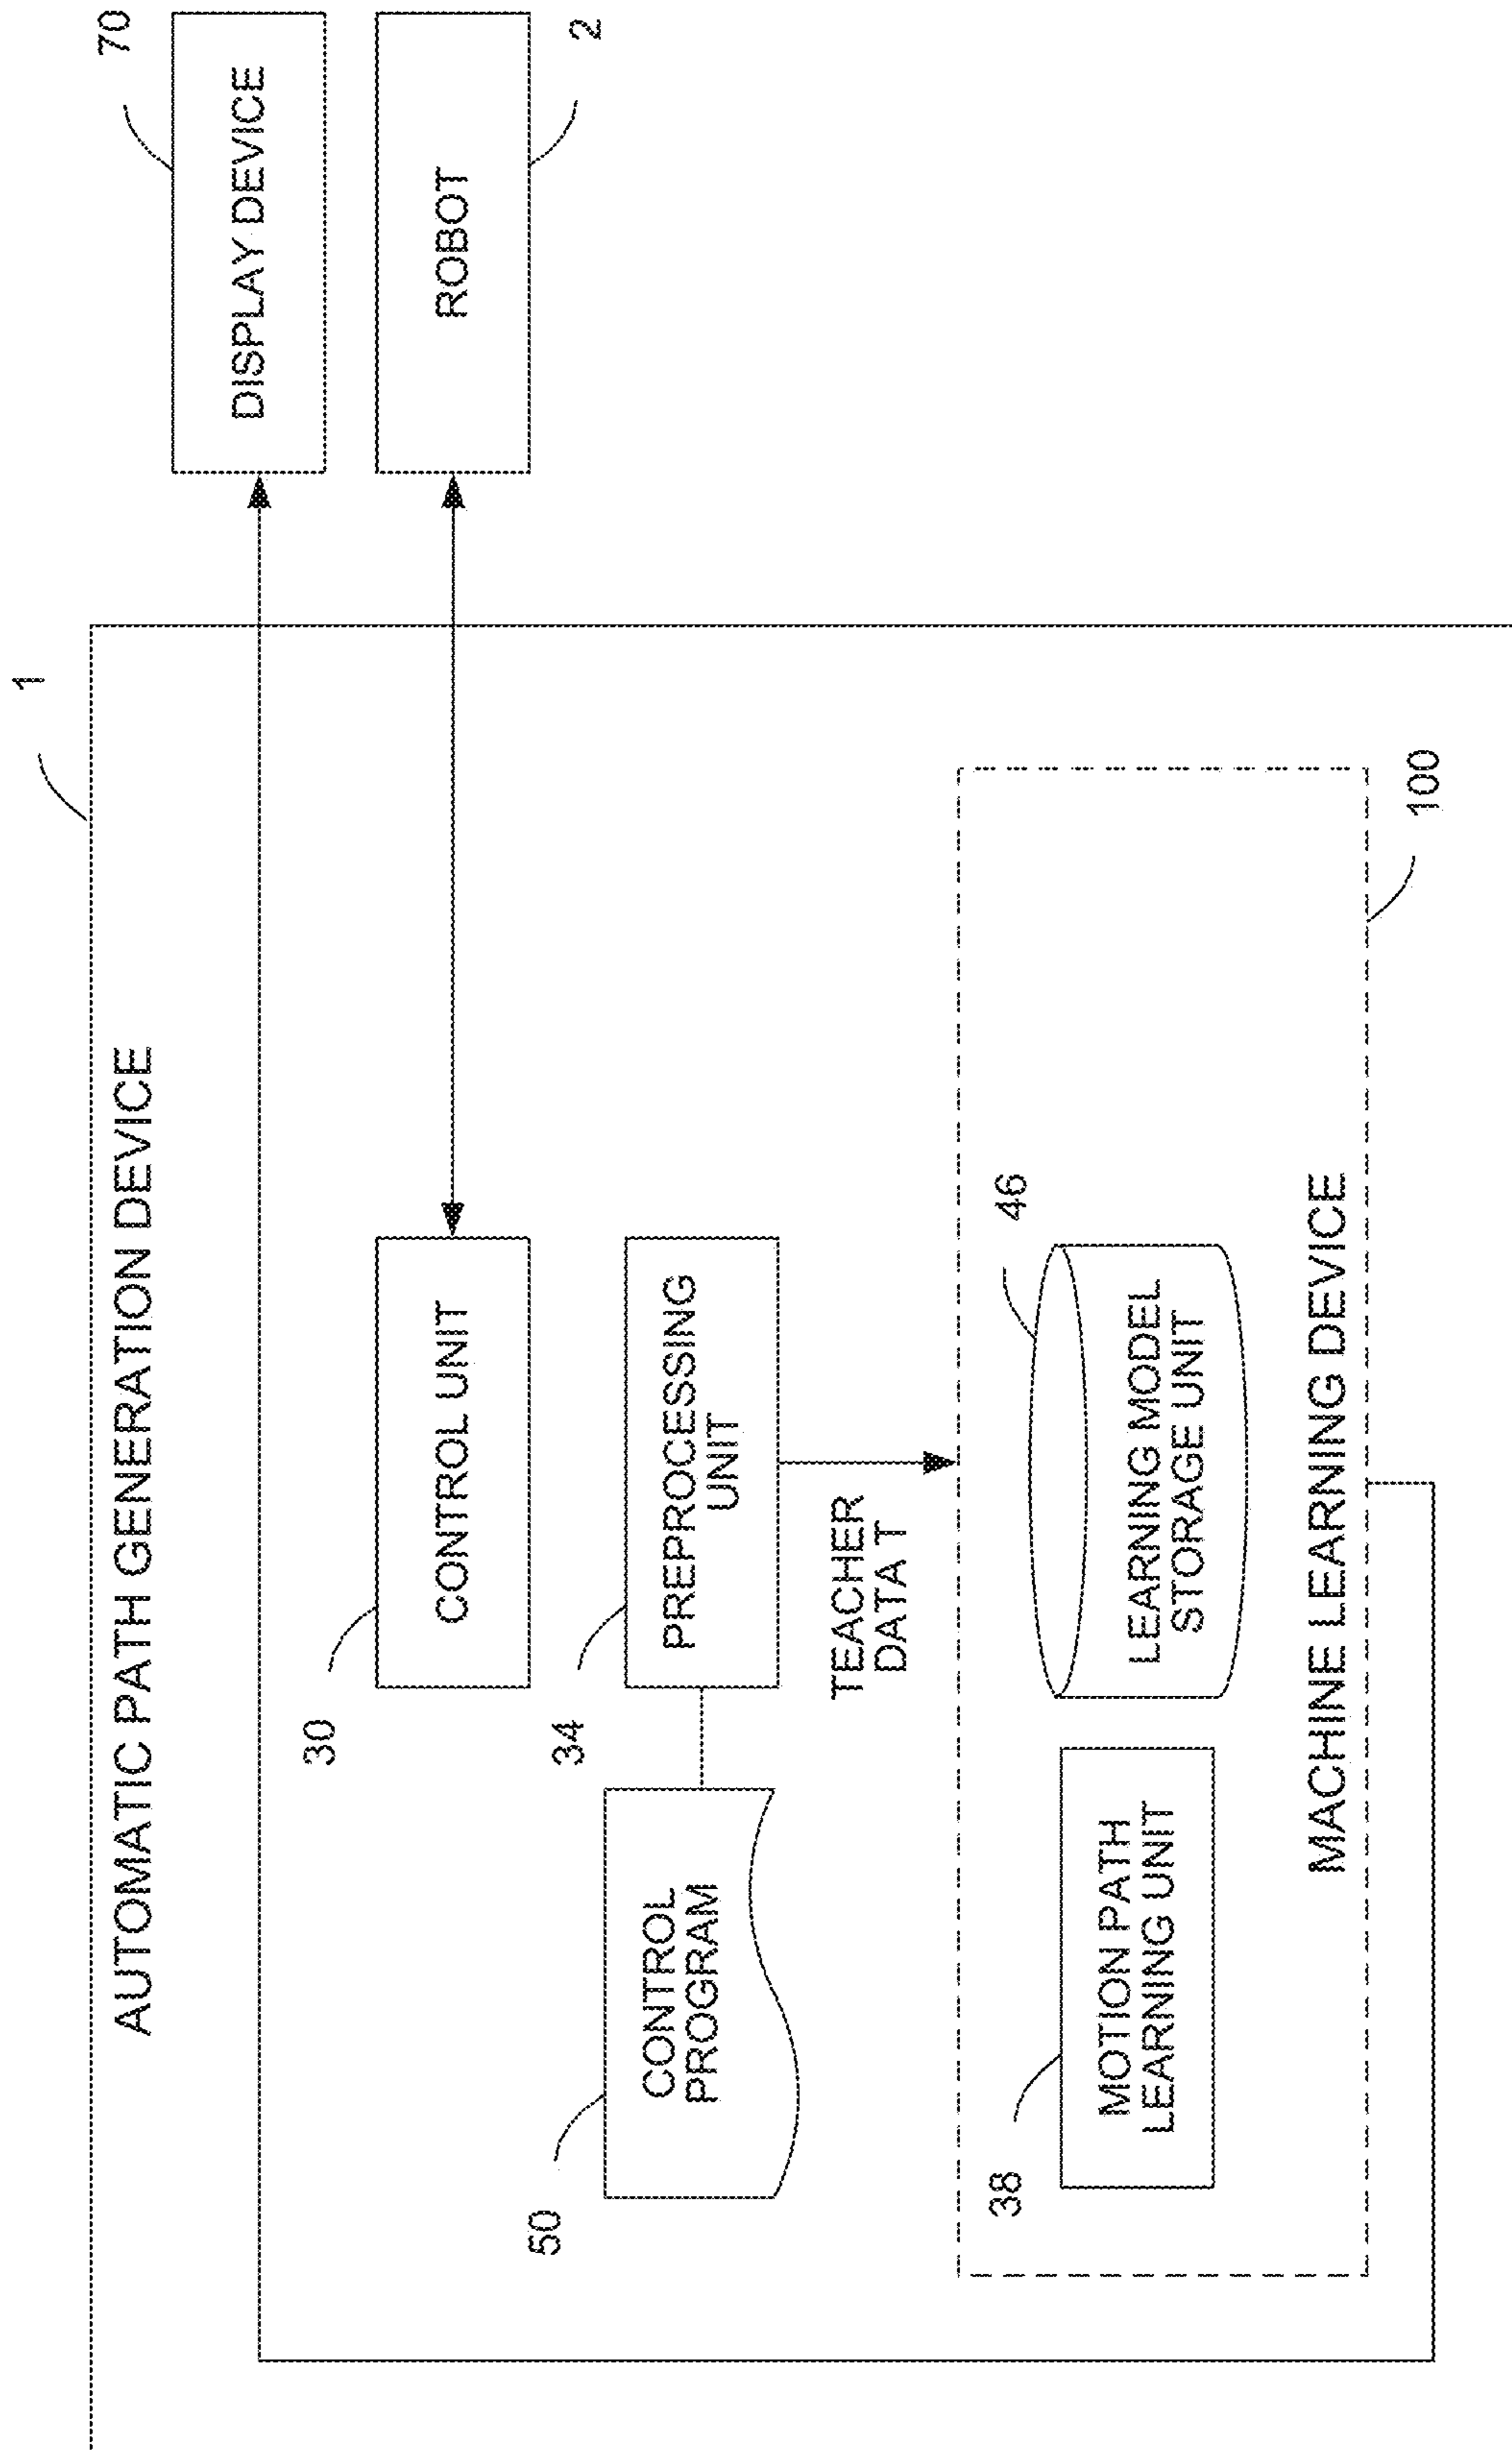 1
AUTOMATIC PATH GENERATION DEVICE
70
DISPLAY DEVICE
30
CONTROL UNIT
ROBOT
2
50
CONTROL
PROGRAM
34
PREPROCESSING
UNIT
TEACHER
DATA T
38
MOTION PATH
LEARNING UNIT
46
LEARNING MODEL
STORAGE UNIT
MACHINE LEARNING DEVICE
100